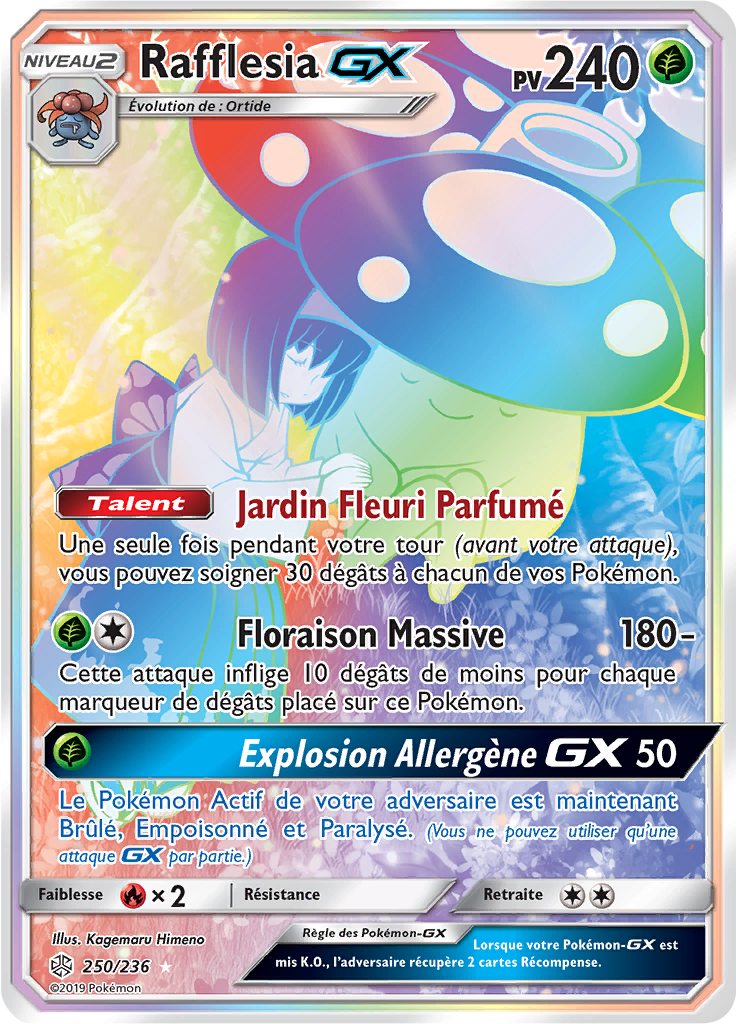 NIVEAU2
Rafflesia GX
PV240
Évolution de : Ortide
Talent Jardin Fleuri Parfumé
Une seule fois pendant votre tour (avant votre attaque),
vous pouvez soigner 30 dégâts à chacun de vos Pokémon.
Floraison Massive 180-
Cette attaque inflige 10 dégâts de moins pour chaque
marqueur de dégâts placé sur ce Pokémon.
Explosion Allergène GX 50
Le Pokémon Actif de votre adversaire est maintenant
Brûlé, Empoisonné et Paralysé. (Vous ne pouvez utiliser qu'une
attaque GX par partie.)
Faiblesse ×2 Résistance Retraite
Illus. Kagemaru Himeno
250/236
©2019 Pokémon
Règle des Pokémon-GX
Lorsque votre Pokémon-GX est
mis K.O., l'adversaire récupère 2 cartes Récompense.